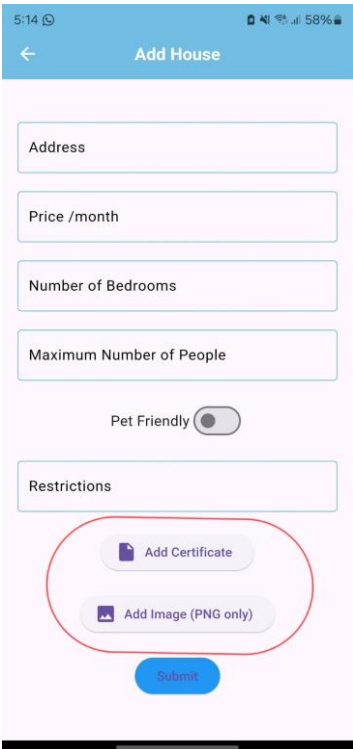 5:14 58%
Add House
Address
Price /month
Number of Bedrooms
Maximum Number of People
Pet Friendly
Restrictions
Add Certificate
Add Image (PNG only)
Submit